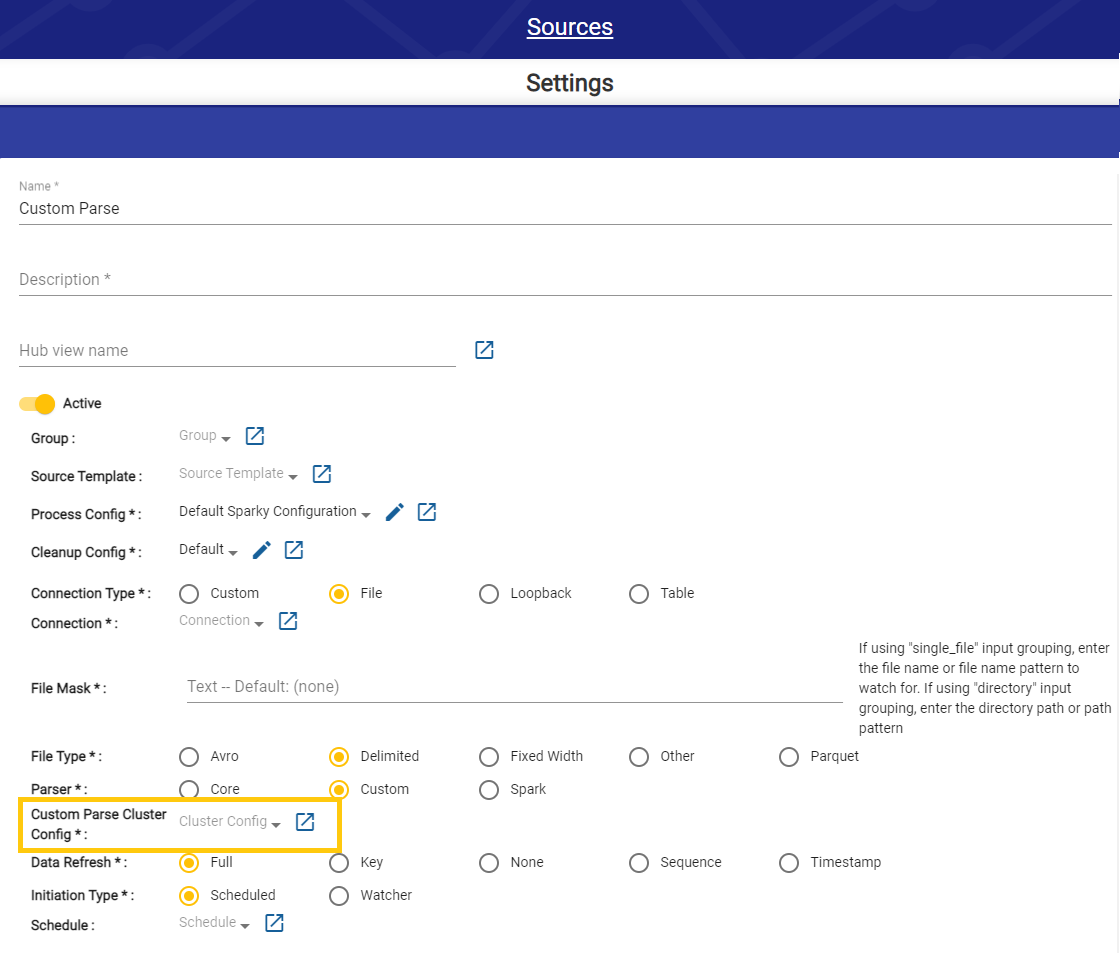 Sources
Settings
Name *
Custom Parse
Description *
Hub view name
Active
Group : Group
Source Template : Source Template
Process Config * : Default Sparky Configuration
Cleanup Config * : Default
Connection Type * : Custom File Loopback Table
Connection * : Connection
File Mask * : Text -- Default: (none)
If using "single_file" input grouping, enter
the file name or file name pattern to
watch for. If using "directory" input
grouping, enter the directory path or path
pattern
File Type * : Avro Delimited Fixed Width Other Parquet
Parser * : Core Custom Spark
Custom Parse Cluster
Config * : Cluster Config
Data Refresh * : Full Key None Sequence Timestamp
Initiation Type * : Scheduled Watcher
Schedule : Schedule